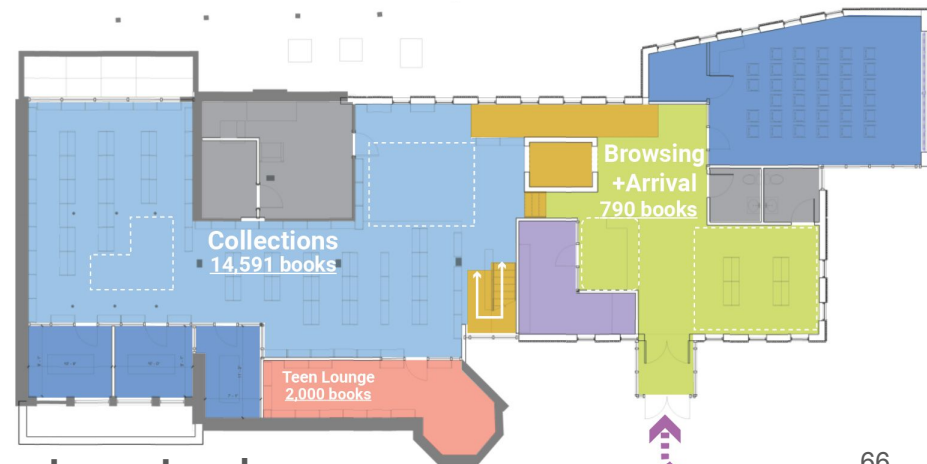 Browsing
+Arrival
790 books
Collections
14,591 books
Teen Lounge
2,000 books
66